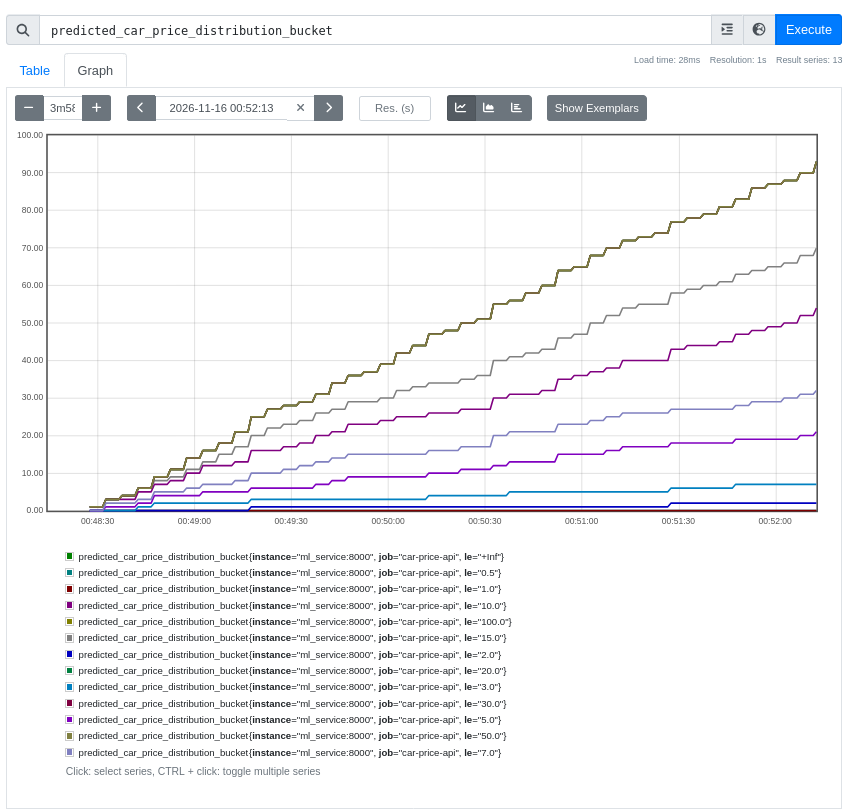 predicted_car_price_distribution_bucket
Execute
Load time: 28ms Resolution: 1s Result series: 13
Table Graph
− 3m58 + 2026-11-16 00:52:13 × Res. (s) Show Exemplars
100.00
90.00
80.00
70.00
60.00
50.00
40.00
30.00
20.00
10.00
0.00
00:48:30 00:49:00 00:49:30 00:50:00 00:50:30 00:51:00 00:51:30 00:52:00
predicted_car_price_distribution_bucket{instance="ml_service:8000", job="car-price-api", le="+Inf"}
predicted_car_price_distribution_bucket{instance="ml_service:8000", job="car-price-api", le="0.5"}
predicted_car_price_distribution_bucket{instance="ml_service:8000", job="car-price-api", le="1.0"}
predicted_car_price_distribution_bucket{instance="ml_service:8000", job="car-price-api", le="10.0"}
predicted_car_price_distribution_bucket{instance="ml_service:8000", job="car-price-api", le="100.0"}
predicted_car_price_distribution_bucket{instance="ml_service:8000", job="car-price-api", le="15.0"}
predicted_car_price_distribution_bucket{instance="ml_service:8000", job="car-price-api", le="2.0"}
predicted_car_price_distribution_bucket{instance="ml_service:8000", job="car-price-api", le="20.0"}
predicted_car_price_distribution_bucket{instance="ml_service:8000", job="car-price-api", le="3.0"}
predicted_car_price_distribution_bucket{instance="ml_service:8000", job="car-price-api", le="30.0"}
predicted_car_price_distribution_bucket{instance="ml_service:8000", job="car-price-api", le="5.0"}
predicted_car_price_distribution_bucket{instance="ml_service:8000", job="car-price-api", le="50.0"}
predicted_car_price_distribution_bucket{instance="ml_service:8000", job="car-price-api", le="7.0"}
Click: select series, CTRL + click: toggle multiple series